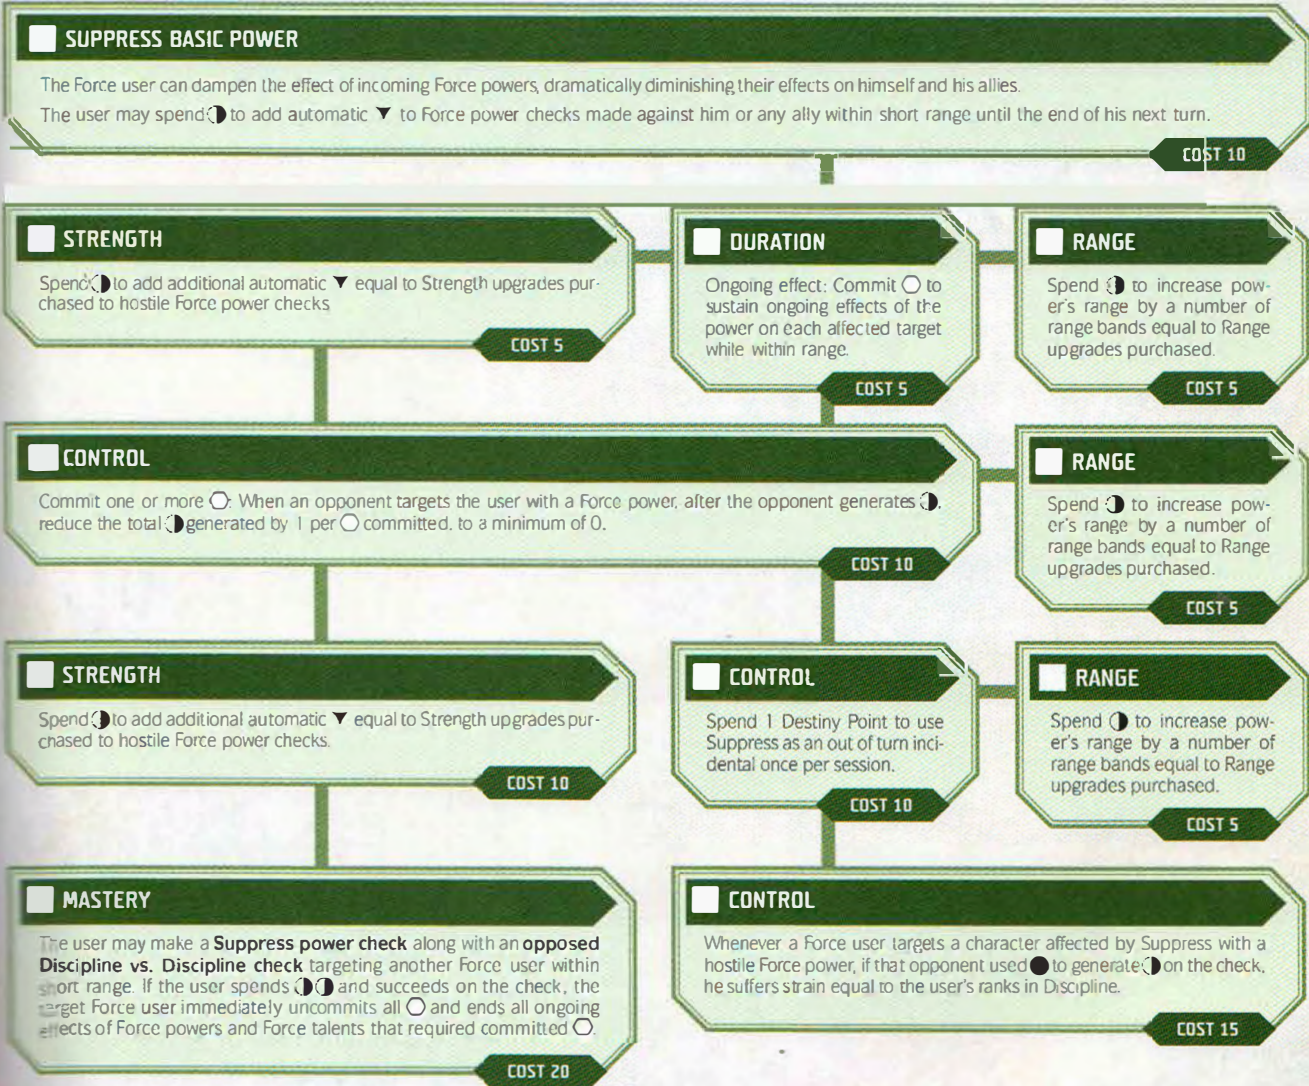 SUPPRESS BASIC POWER
The Force user can dampen the effect of incoming Force powers, dramatically diminishing their effects on himself and his allies.
The user may spend to add automatic ▼ to Force power checks made against him or any ally within short range until the end of his next turn.
COST 10
STRENGTH
Spend to add additional automatic ▼ equal to Strength upgrades pur-
chased to hostile Force power checks
COST 5
DURATION
Ongoing effect: Commit to
sustain ongoing effects of the
power on each affected target
while within range.
COST 5
RANGE
Spend to increase pow-
er's range by a number of
range bands equal to Range
upgrades purchased.
COST 5
CONTROL
Commit one or more . When an opponent targets the user with a Force power, after the opponent generates ,
reduce the total generated by 1 per committed, to a minimum of 0.
COST 10
RANGE
Spend to increase pow-
er's range by a number of
range bands equal to Range
upgrades purchased.
COST 5
STRENGTH
Spend to add additional automatic ▼ equal to Strength upgrades pur-
chased to hostile Force power checks.
COST 10
CONTROL
Spend 1 Destiny Point to use
Suppress as an out of turn inci-
dental once per session.
COST 10
RANGE
Spend to increase pow-
er's range by a number of
range bands equal to Range
upgrades purchased.
COST 5
MASTERY
The user may make a Suppress power check along with an opposed
Discipline vs. Discipline check targeting another Force user within
short range. If the user spends and succeeds on the check, the
target Force user immediately uncommits all and ends all ongoing
effects of Force powers and Force talents that required committed .
COST 20
CONTROL
Whenever a Force user targets a character affected by Suppress with a
hostile Force power, if that opponent used to generate on the check,
he suffers strain equal to the user's ranks in Discipline.
COST 15